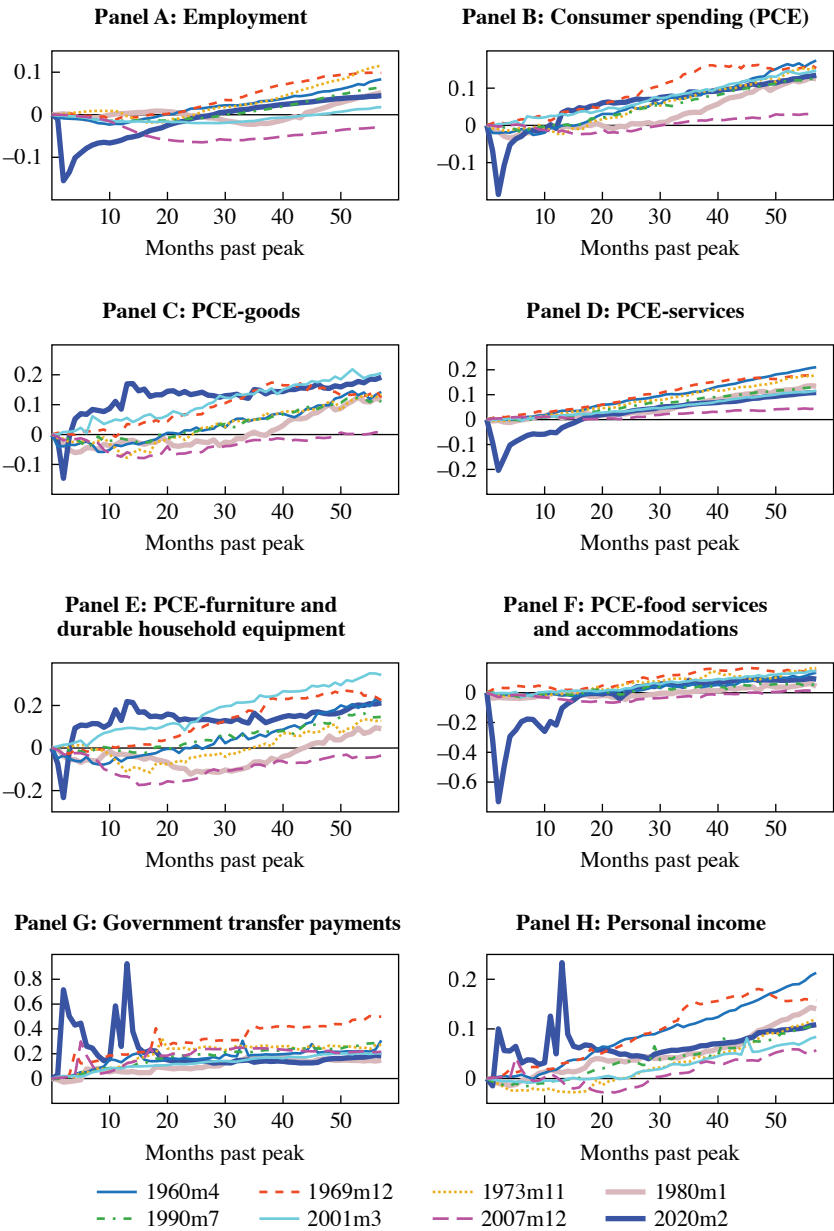 Panel A: Employment
0.1
0
–0.1
10 20 30 40 50
Months past peak
Panel B: Consumer spending (PCE)
0.1
0
–0.1
10 20 30 40 50
Months past peak
Panel C: PCE-goods
0.2
0.1
0
–0.1
10 20 30 40 50
Months past peak
Panel D: PCE-services
0.2
0.1
0
–0.1
–0.2
10 20 30 40 50
Months past peak
Panel E: PCE-furniture and
durable household equipment
0.2
0
–0.2
10 20 30 40 50
Months past peak
Panel F: PCE-food services
and accommodations
0
–0.2
–0.4
–0.6
10 20 30 40 50
Months past peak
Panel G: Government transfer payments
0.8
0.6
0.4
0.2
0
10 20 30 40 50
Months past peak
Panel H: Personal income
0.2
0.1
0
10 20 30 40 50
Months past peak
1960m4 1969m12 1973m11 1980m1
1990m7 2001m3 2007m12 2020m2